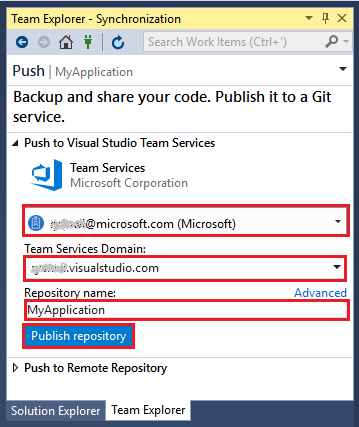 Team Explorer - Synchronization
Search Work Items (Ctrl+')
Push | MyApplication
Backup and share your code. Publish it to a Git
service.
Push to Visual Studio Team Services
Team Services
Microsoft Corporation
@microsoft.com (Microsoft)
Team Services Domain:
.visualstudio.com
Repository name:
Advanced
MyApplication
Publish repository
Push to Remote Repository
Solution Explorer
Team Explorer